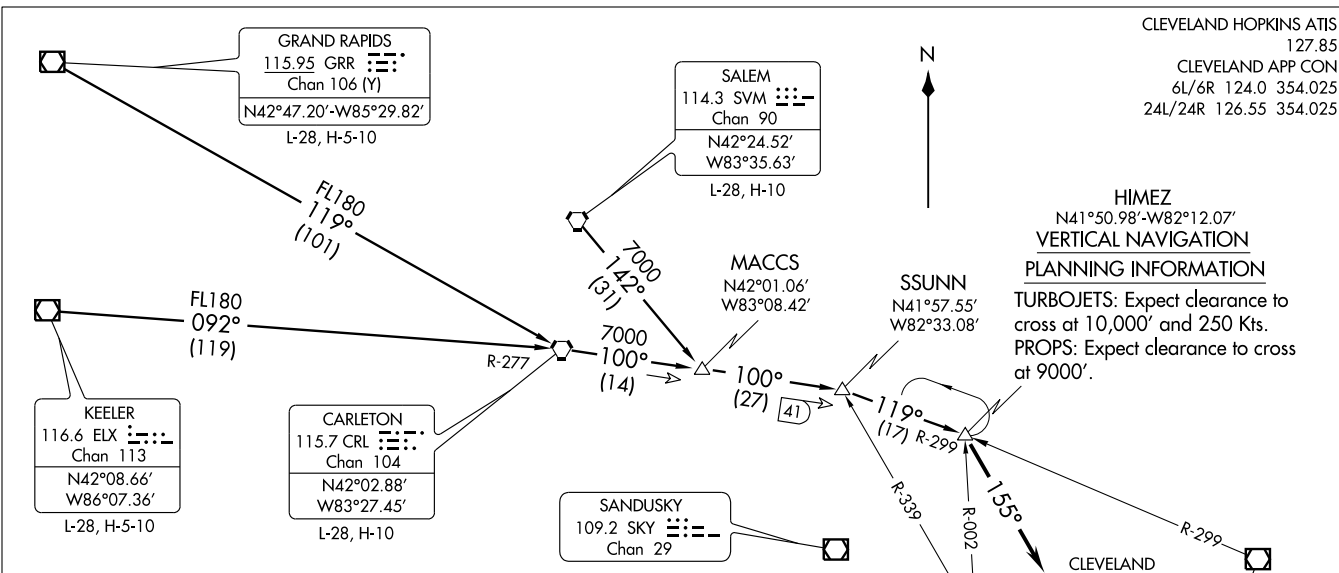 CLEVELAND HOPKINS ATIS
127.85
CLEVELAND APP CON
6L/6R 124.0 354.025
24L/24R 126.55 354.025
N
GRAND RAPIDS
115.95 GRR
Chan 106 (Y)
N42°47.20'-W85°29.82'
L-28, H-5-10
SALEM
114.3 SVM
Chan 90
N42°24.52'
W83°35.63'
L-28, H-10
FL180
119°
(101)
7000
142°
(31)
HIMEZ
N41°50.98'-W82°12.07'
VERTICAL NAVIGATION
PLANNING INFORMATION
TURBOJETS: Expect clearance to
cross at 10,000' and 250 Kts.
PROPS: Expect clearance to cross
at 9000'.
MACCS
N42°01.06'
W83°08.42'
SSUNN
N41°57.55'
W82°33.08'
FL180
092°
(119)
R-277
7000
100°
(14)
100°
(27)
41
119°
(17)
R-299
KEELER
116.6 ELX
Chan 113
N42°08.66'
W86°07.36'
L-28, H-5-10
CARLETON
115.7 CRL
Chan 104
N42°02.88'
W83°27.45'
L-28, H-10
SANDUSKY
109.2 SKY
Chan 29
R-339
R-002
155°
R-299
CLEVELAND